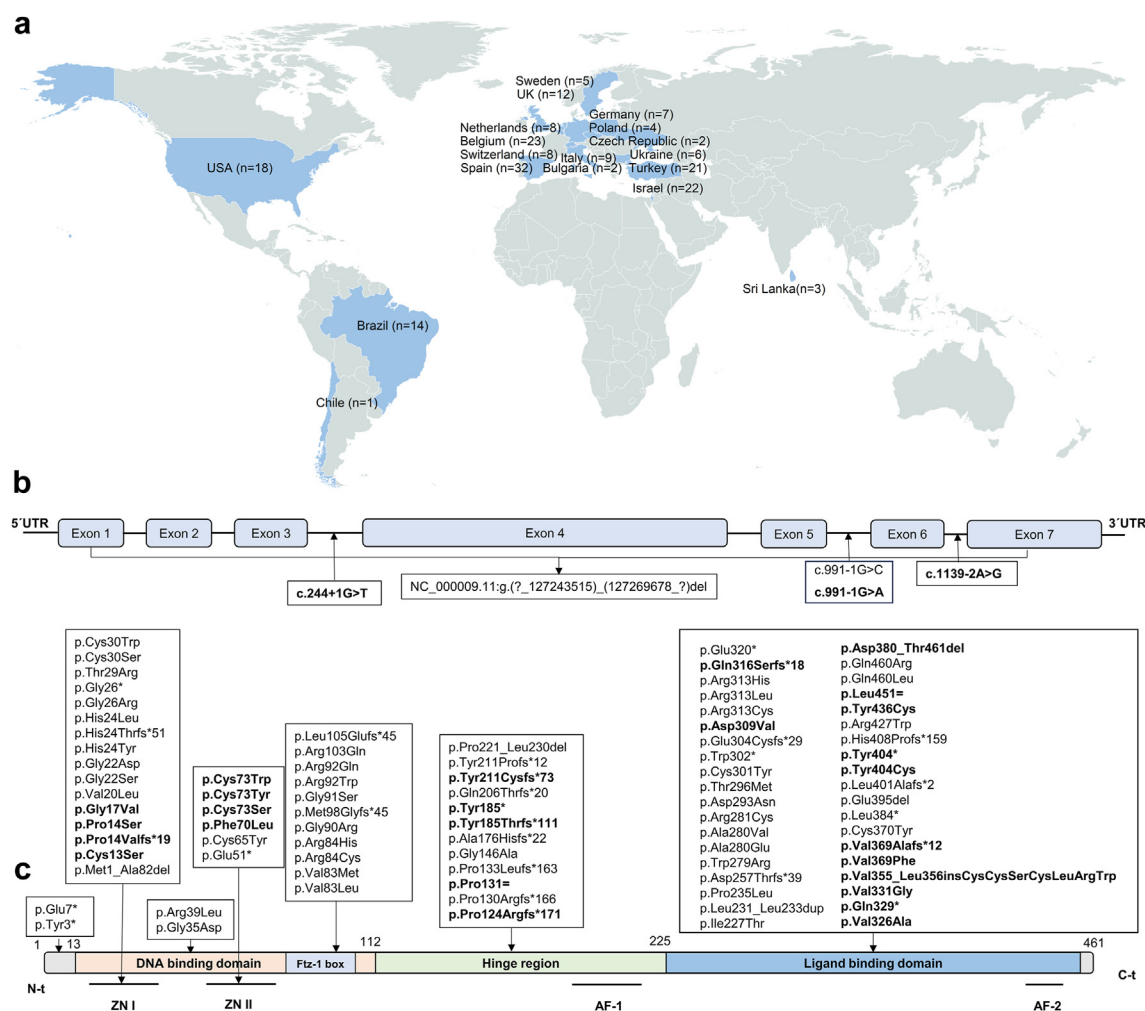 a
Sweden (n=5)
UK (n=12)
Germany (n=7)
Netherlands (n=8)
Poland (n=4)
Belgium (n=23)
Czech Republic (n=2)
Switzerland (n=8)
Italy (n=9)
Ukraine (n=6)
Spain (n=32)
Bulgaria (n=2)
Turkey (n=21)
Israel (n=22)
USA (n=18)
Sri Lanka(n=3)
Brazil (n=14)
Chile (n=1)
b
5´UTR
Exon 1
Exon 2
Exon 3
Exon 4
Exon 5
Exon 6
Exon 7
3´UTR
c.244+1G>T
NC_000009.11:g.(?_127243515)_(127269678_?)del
c.991-1G>C
c.991-1G>A
c.1139-2A>G
p.Cys30Trp
p.Cys30Ser
p.Thr29Arg
p.Gly26*
p.Gly26Arg
p.His24Leu
p.His24Thrfs*51
p.His24Tyr
p.Gly22Asp
p.Gly22Ser
p.Val20Leu
p.Gly17Val
p.Pro14Ser
p.Pro14Valfs*19
p.Cys13Ser
p.Met1_Ala82del
p.Cys73Trp
p.Cys73Tyr
p.Cys73Ser
p.Phe70Leu
p.Cys65Tyr
p.Glu51*
p.Leu105Glufs*45
p.Arg103Gln
p.Arg92Gln
p.Arg92Trp
p.Gly91Ser
p.Met98Glyfs*45
p.Gly90Arg
p.Arg84His
p.Arg84Cys
p.Val83Met
p.Val83Leu
p.Pro221_Leu230del
p.Tyr211Profs*12
p.Tyr211Cysfs*73
p.Gln206Thrfs*20
p.Tyr185*
p.Tyr185Thrfs*111
p.Ala176Hisfs*22
p.Gly146Ala
p.Pro133Leufs*163
p.Pro131=
p.Pro130Argfs*166
p.Pro124Argfs*171
p.Glu320*
p.Gln316Serfs*18
p.Arg313His
p.Arg313Leu
p.Arg313Cys
p.Asp309Val
p.Glu304Cysfs*29
p.Trp302*
p.Cys301Tyr
p.Thr296Met
p.Asp293Asn
p.Arg281Cys
p.Ala280Val
p.Ala280Glu
p.Trp279Arg
p.Asp257Thrfs*39
p.Pro235Leu
p.Leu231_Leu233dup
p.Ile227Thr
p.Asp380_Thr461del
p.Gln460Arg
p.Gln460Leu
p.Leu451=
p.Tyr436Cys
p.Arg427Trp
p.His408Profs*159
p.Tyr404*
p.Tyr404Cys
p.Leu401Alafs*2
p.Glu395del
p.Leu384*
p.Cys370Tyr
p.Val369Alafs*12
p.Val369Phe
p.Val355_Leu356insCysCysSerCysLeuArgTrp
p.Val331Gly
p.Gln329*
p.Val326Ala
c
p.Glu7*
p.Tyr3*
p.Arg39Leu
p.Gly35Asp
1
13
112
225
461
DNA binding domain
Ftz-1 box
Hinge region
Ligand binding domain
N-t
C-t
ZN I
ZN II
AF-1
AF-2